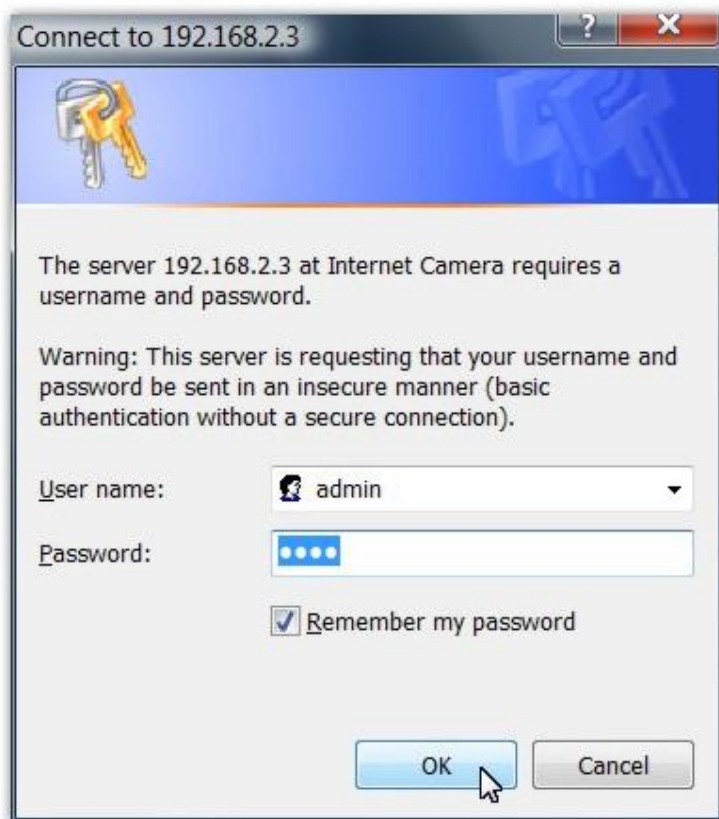 Connect to 192.168.2.3
?
The server 192.168.2.3 at Internet Camera requires a
username and password.
Warning: This server is requesting that your username and
password be sent in an insecure manner (basic
authentication without a secure connection).
User name: admin
Password: ••••
Remember my password
OK Cancel